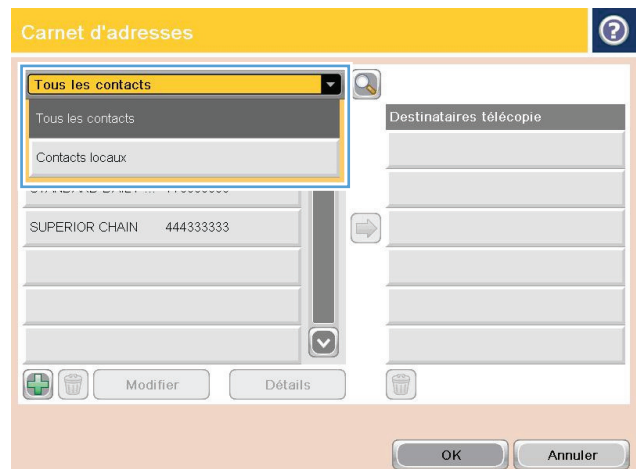 Carnet d'adresses
Tous les contacts
Tous les contacts
Contacts locaux
SUPERIOR CHAIN 444333333
Destinataires télécopie
Modifier
Détails
OK
Annuler